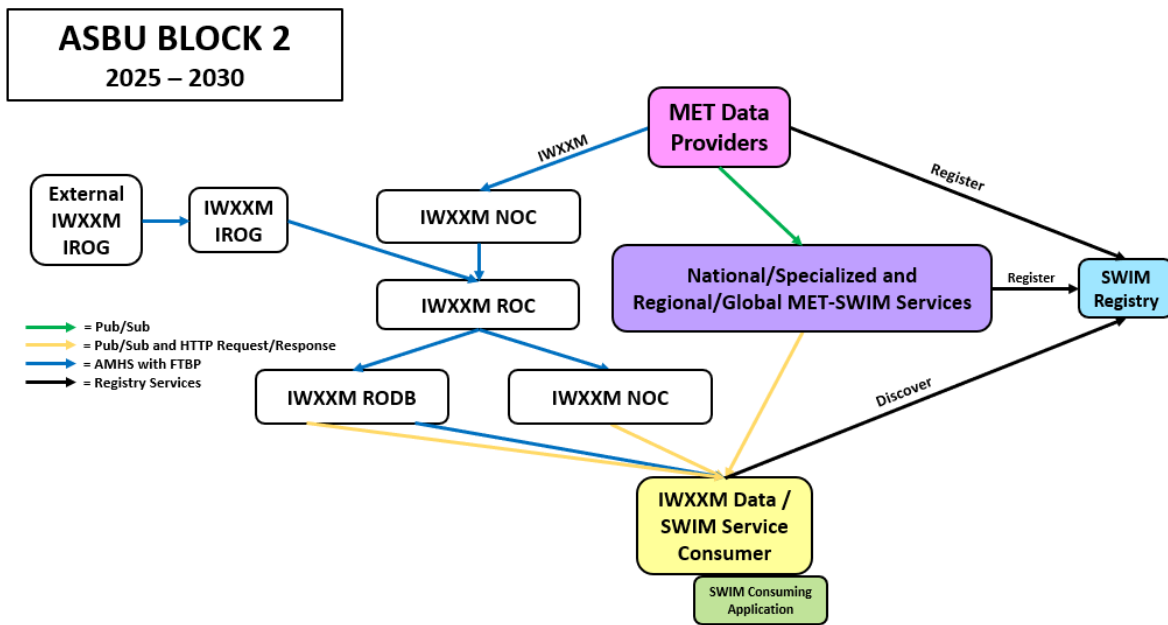 ASBU BLOCK 2
2025 – 2030
MET Data
Providers
IWXXM
Register
External
IWXXM
IROG
IWXXM
IROG
IWXXM NOC
National/Specialized and
Regional/Global MET-SWIM Services
Register
SWIM
Registry
IWXXM ROC
= Pub/Sub
= Pub/Sub and HTTP Request/Response
= AMHS with FTBP
= Registry Services
IWXXM RODB
IWXXM NOC
Discover
IWXXM Data /
SWIM Service
Consumer
SWIM Consuming
Application